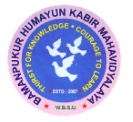 BAMANPUKUR HUMAYUN KABIR MAHAVIDYALAYA
THIRST FOR KNOWLEDGE • COURAGE TO LEARN
ESTD : 2007
W.B.S.U